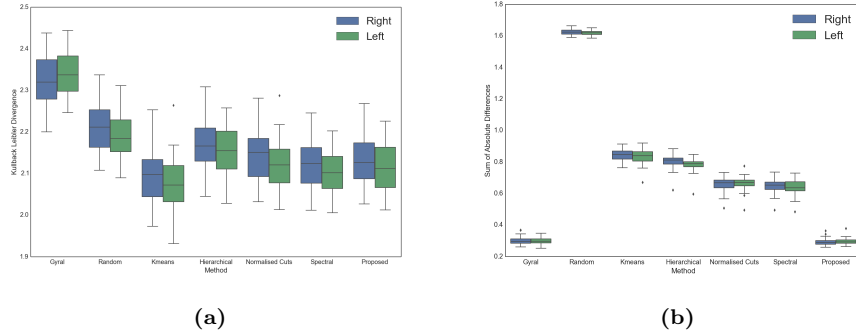 Right
Left
2.5
2.4
2.3
2.2
2.1
2.0
1.9
Kullback Leibler Divergence
Gyral Random Kmeans Hierarchical Normalised Cuts Spectral Proposed
Method
(a)
Right
Left
1.8
1.6
1.4
1.2
1.0
0.8
0.6
0.4
0.2
Sum of Absolute Differences
Gyral Random Kmeans Hierarchical Normalised Cuts Spectral Proposed
Method
(b)